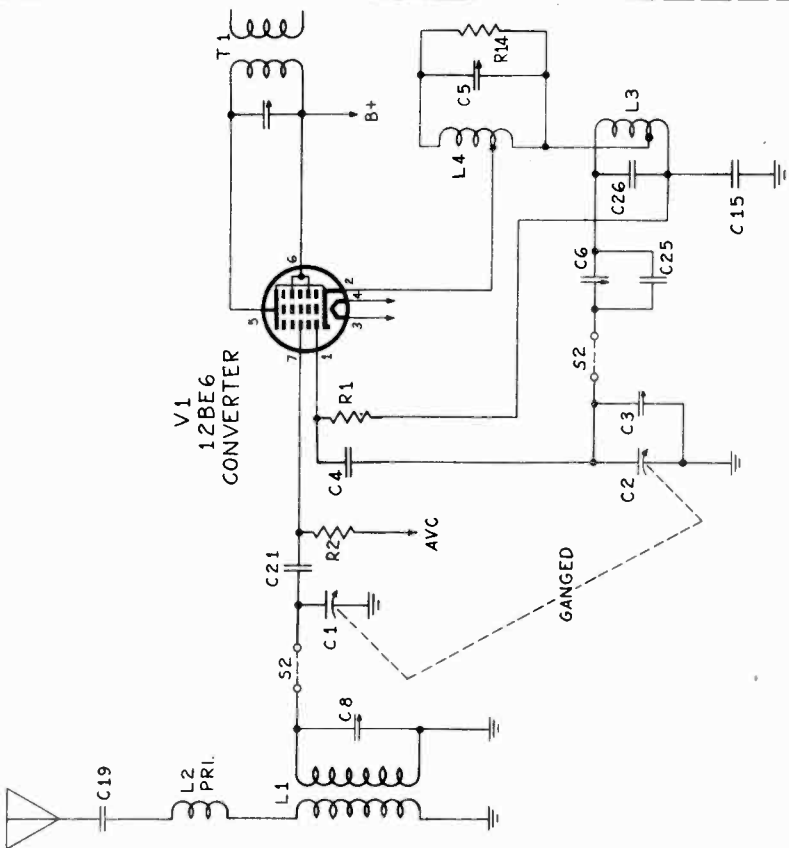 T1
R14
C5
B+
L4
L3
C26
C15
6
2
4
3
5
7
1
V1
12BE6
CONVERTER
C6
C25
S2
R1
C4
C3
C2
R2
AVC
C21
C1
GANGED
S2
C8
C19
L2
PRI.
L1